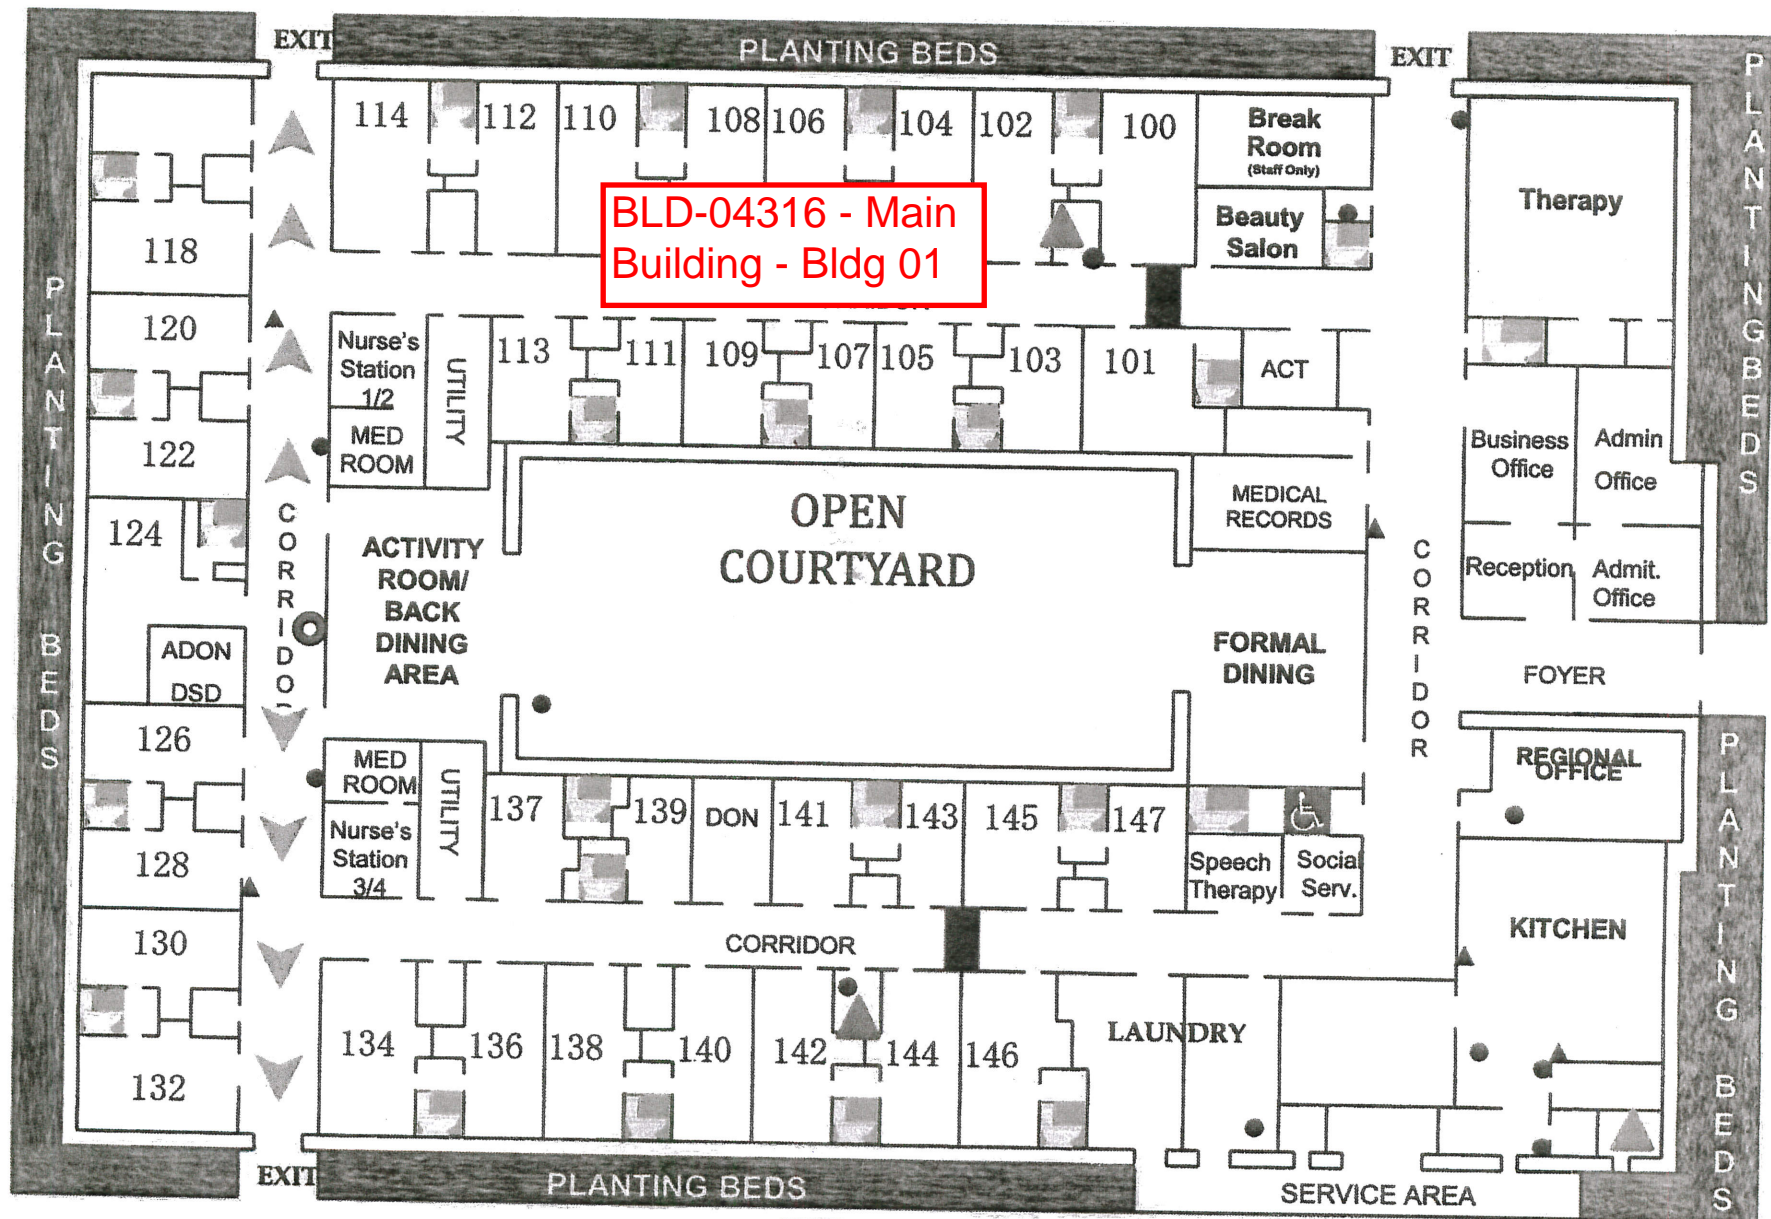 EXIT
PLANTING BEDS
EXIT
PLANTING BEDS
PLANTING BEDS
114
112
110
108
106
104
102
100
Break
Room
(Staff Only)
Therapy
Beauty
Salon
BLD-04316 - Main
Building - Bldg 01
118
120
122
124
ADON
DSD
126
128
130
132
Nurse's
Station
1/2
UTILITY
MED
ROOM
113
111
109
107
105
103
101
ACT
Business
Office
Admin
Office
MEDICAL
RECORDS
OPEN
COURTYARD
CORRIDO
ACTIVITY
ROOM/
BACK
DINING
AREA
CORRIDOR
Reception
Admit.
Office
FORMAL
DINING
FOYER
MED
ROOM
UTILITY
Nurse's
Station
3/4
137
139
DON
141
143
145
147
Speech
Therapy
Social
Serv.
REGIONAL
OFFICE
KITCHEN
PLANTING BEDS
CORRIDOR
134
136
138
140
142
144
146
LAUNDRY
EXIT
PLANTING BEDS
SERVICE AREA